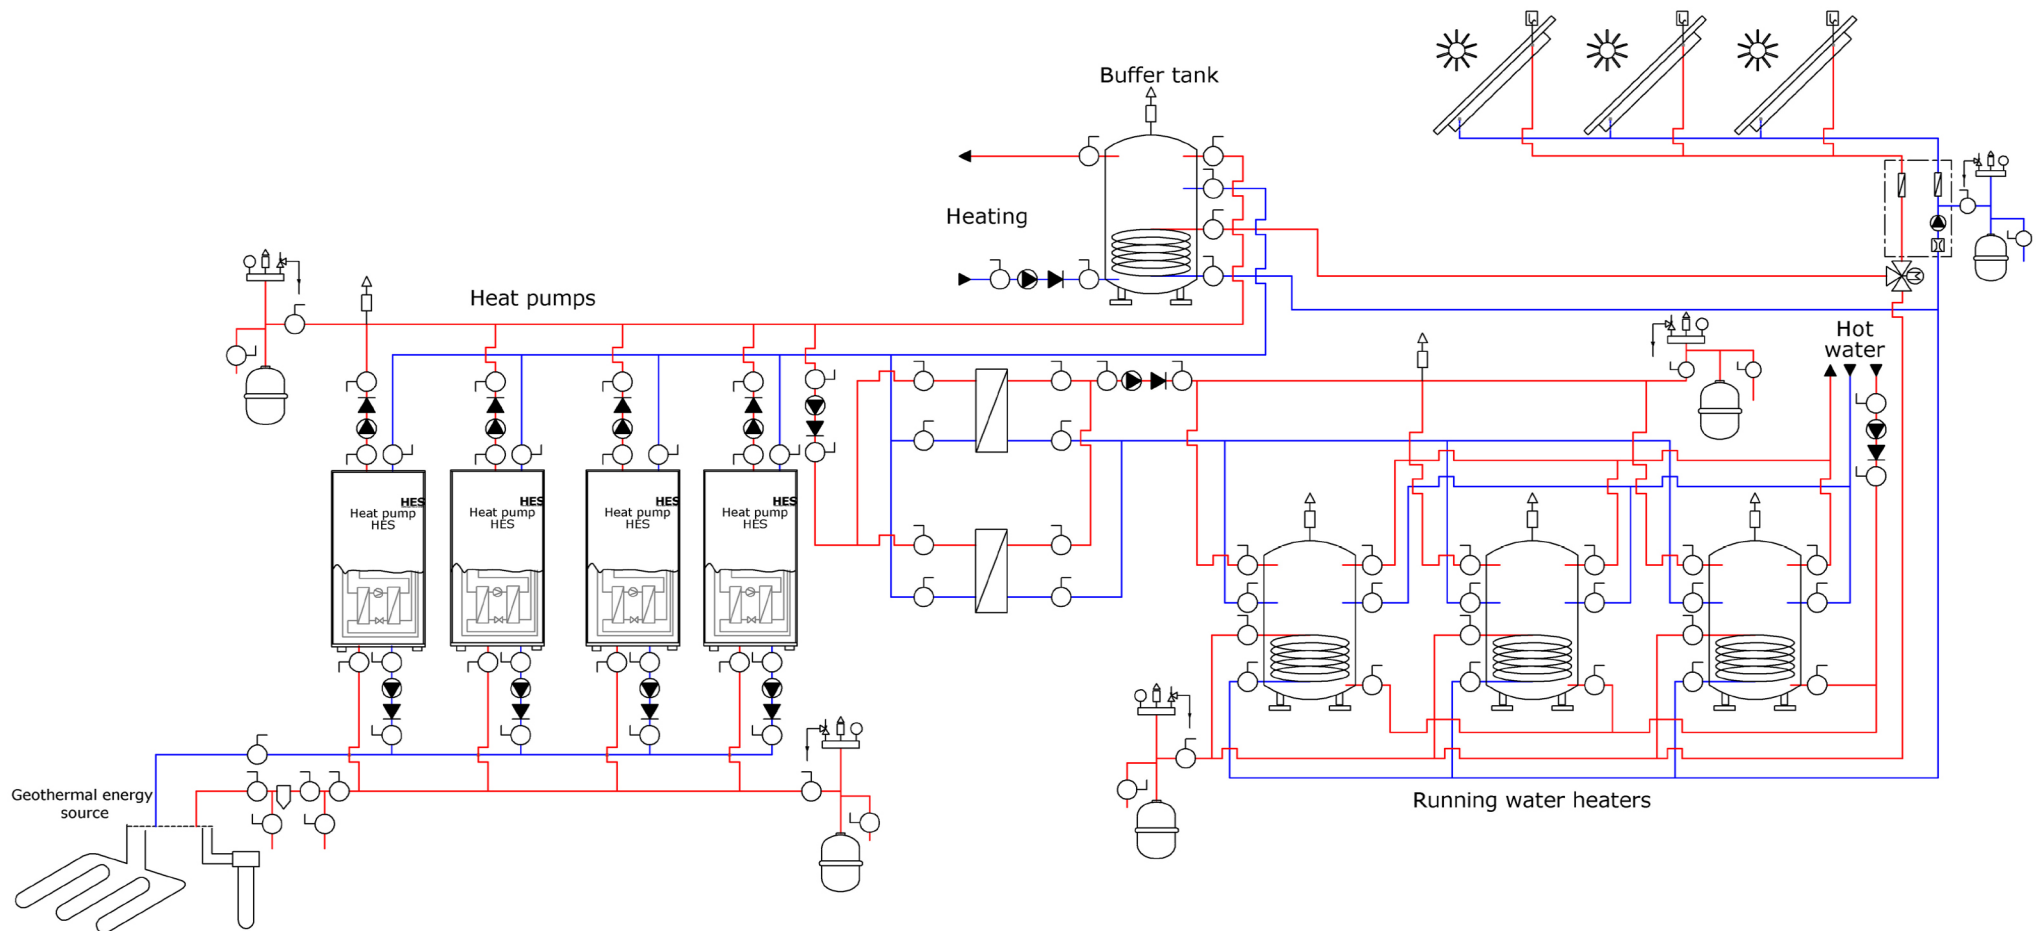 Buffer tank
Heating
Heat pumps
Hot
water
HES
Heat pump
HES
HES
Heat pump
HES
HES
Heat pump
HES
HES
Heat pump
HES
Geothermal energy
source
Running water heaters